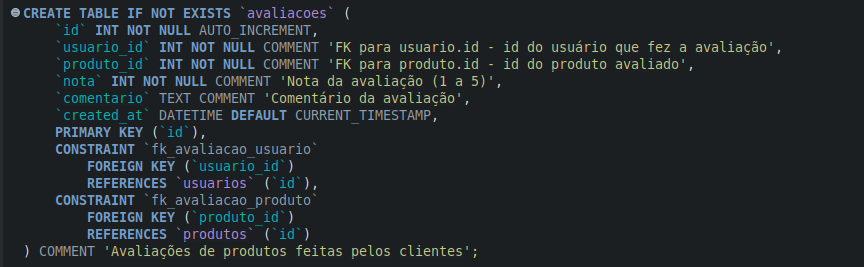 CREATE TABLE IF NOT EXISTS `avaliacoes` (
    `id` INT NOT NULL AUTO_INCREMENT,
    `usuario_id` INT NOT NULL COMMENT 'FK para usuario.id - id do usuário que fez a avaliação',
    `produto_id` INT NOT NULL COMMENT 'FK para produto.id - id do produto avaliado',
    `nota` INT NOT NULL COMMENT 'Nota da avaliação (1 a 5)',
    `comentario` TEXT COMMENT 'Comentário da avaliação',
    `created_at` DATETIME DEFAULT CURRENT_TIMESTAMP,
    PRIMARY KEY (`id`),
    CONSTRAINT `fk_avaliacao_usuario`
        FOREIGN KEY (`usuario_id`)
        REFERENCES `usuarios` (`id`),
    CONSTRAINT `fk_avaliacao_produto`
        FOREIGN KEY (`produto_id`)
        REFERENCES `produtos` (`id`)
) COMMENT 'Avaliações de produtos feitas pelos clientes';